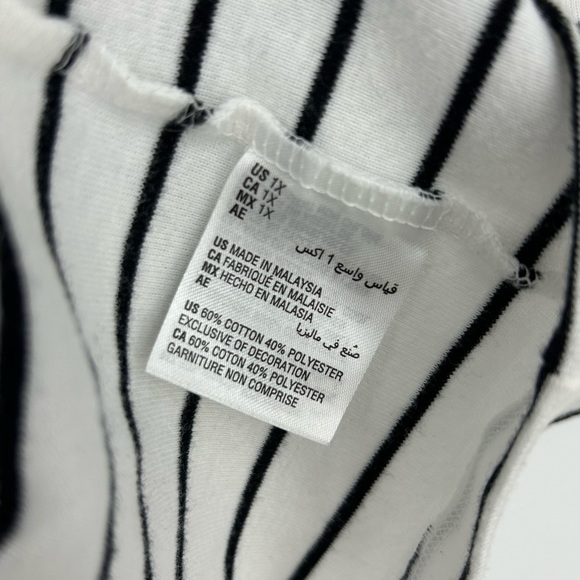 US 1X
CA 1X
MX 1X
AE قياس واسع 1 اكس
US MADE IN MALAYSIA
CA FABRIQUÉ EN MALAISIE
MX HECHO EN MALASIA
AE صُنع في ماليزيا
US 60% COTTON 40% POLYESTER
EXCLUSIVE OF DECORATION
CA 60% COTON 40% POLYESTER
GARNITURE NON COMPRISE